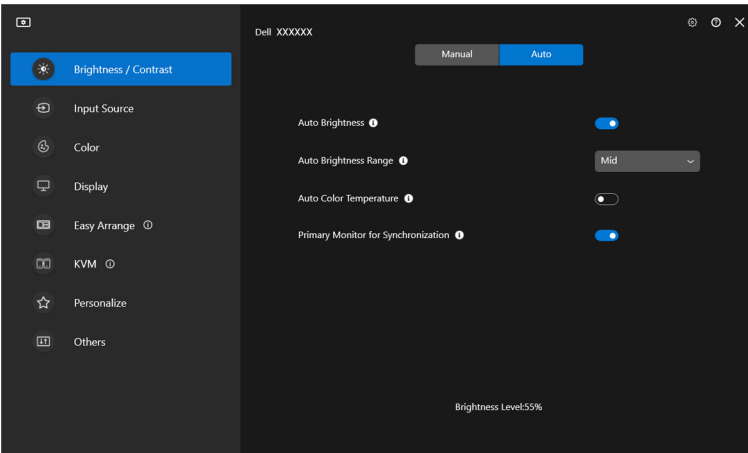 Dell XXXXXX
Manual Auto
Brightness / Contrast
Input Source
Color
Display
Easy Arrange
KVM
Personalize
Others
Auto Brightness
Auto Brightness Range Mid
Auto Color Temperature
Primary Monitor for Synchronization
Brightness Level:55%